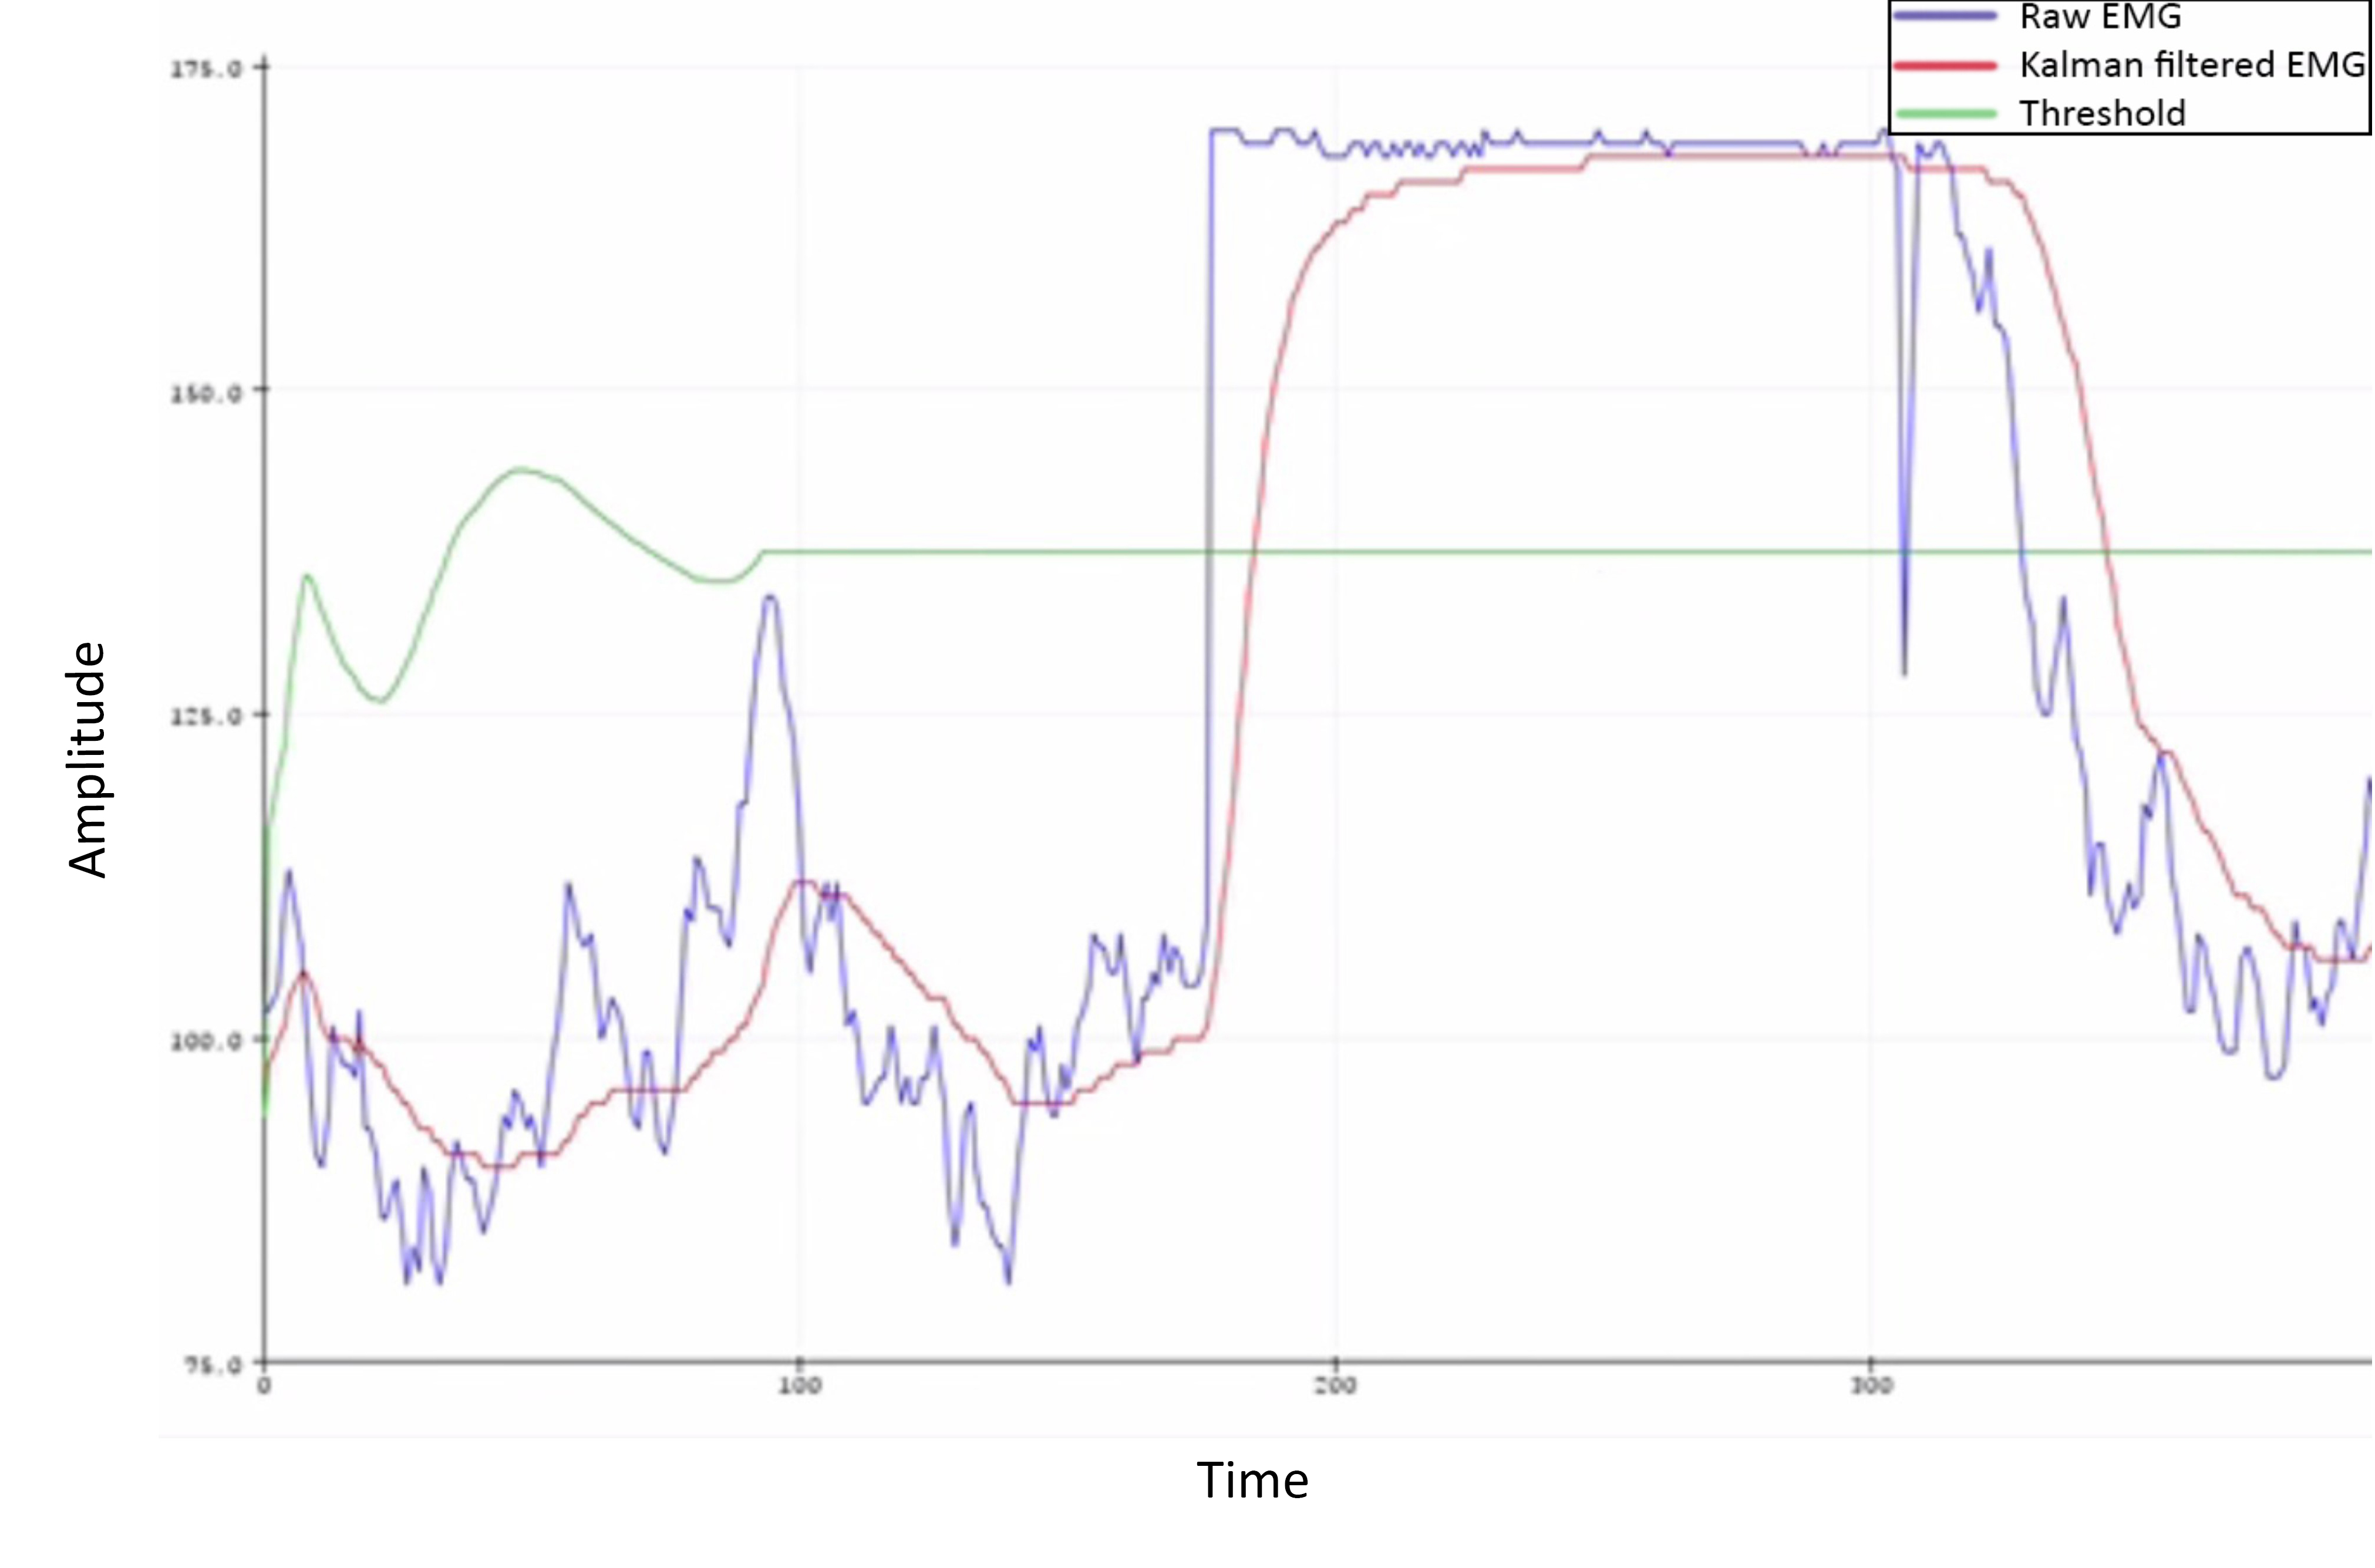 Raw EMG
Kalman filtered EMG
Threshold
175.0
150.0
125.0
100.0
75.0
Amplitude
0 100 200 300
Time